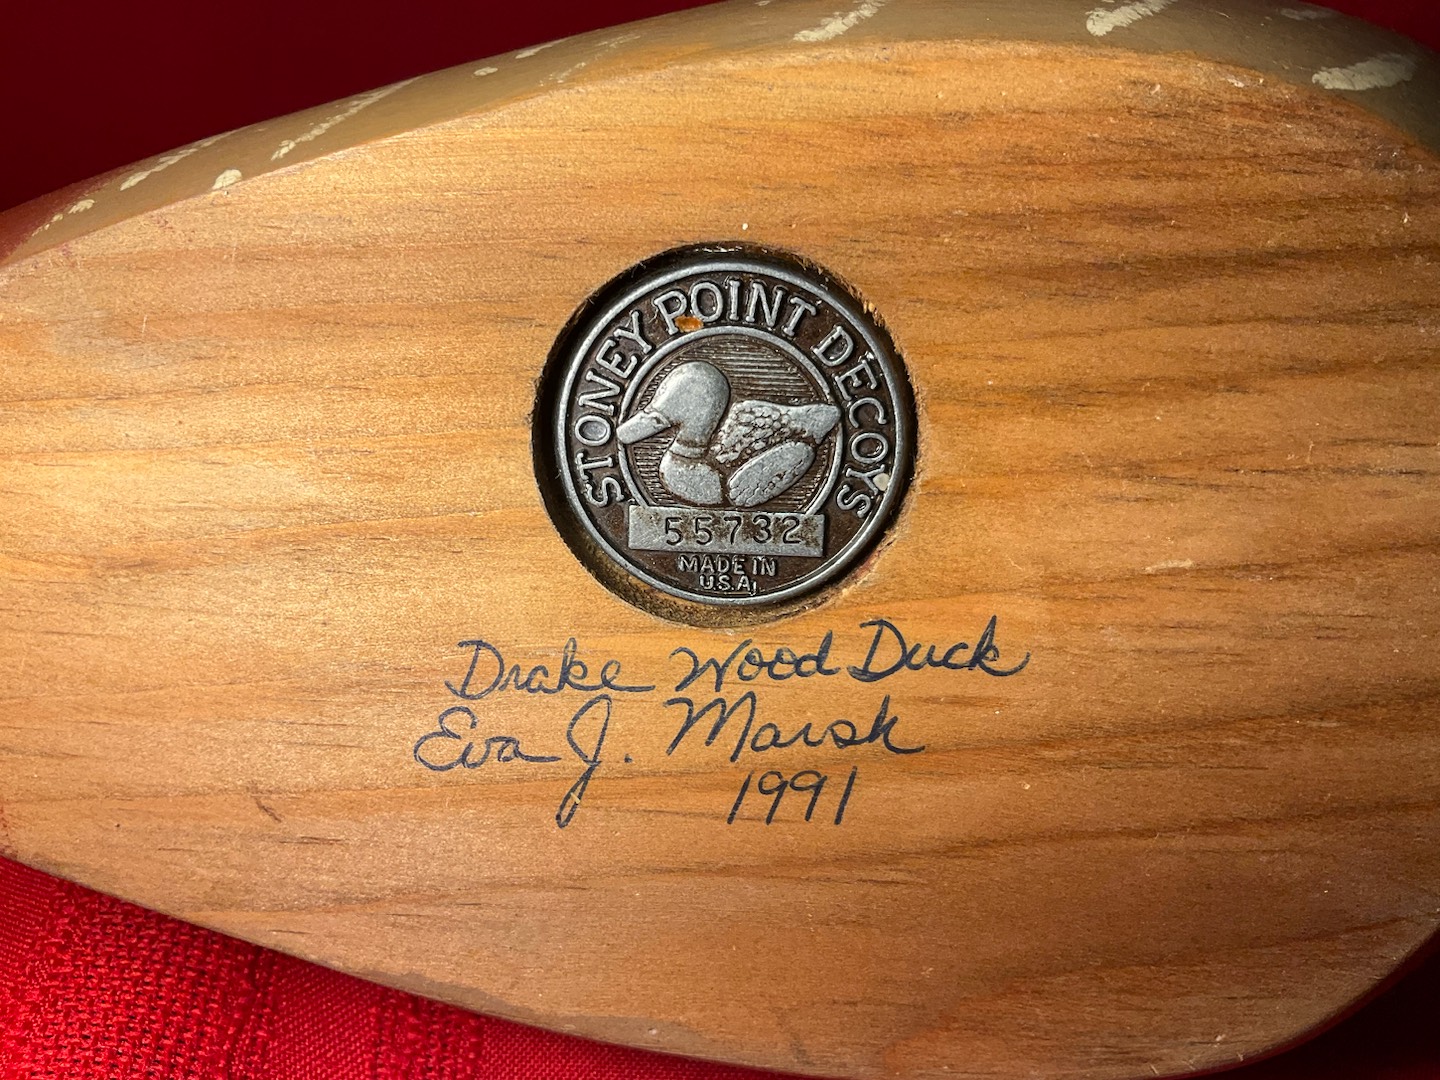 STONEY POINT DECOYS
55732
MADE IN
U.S.A.
Drake Wood Duck
Eva J. Marsh
1991